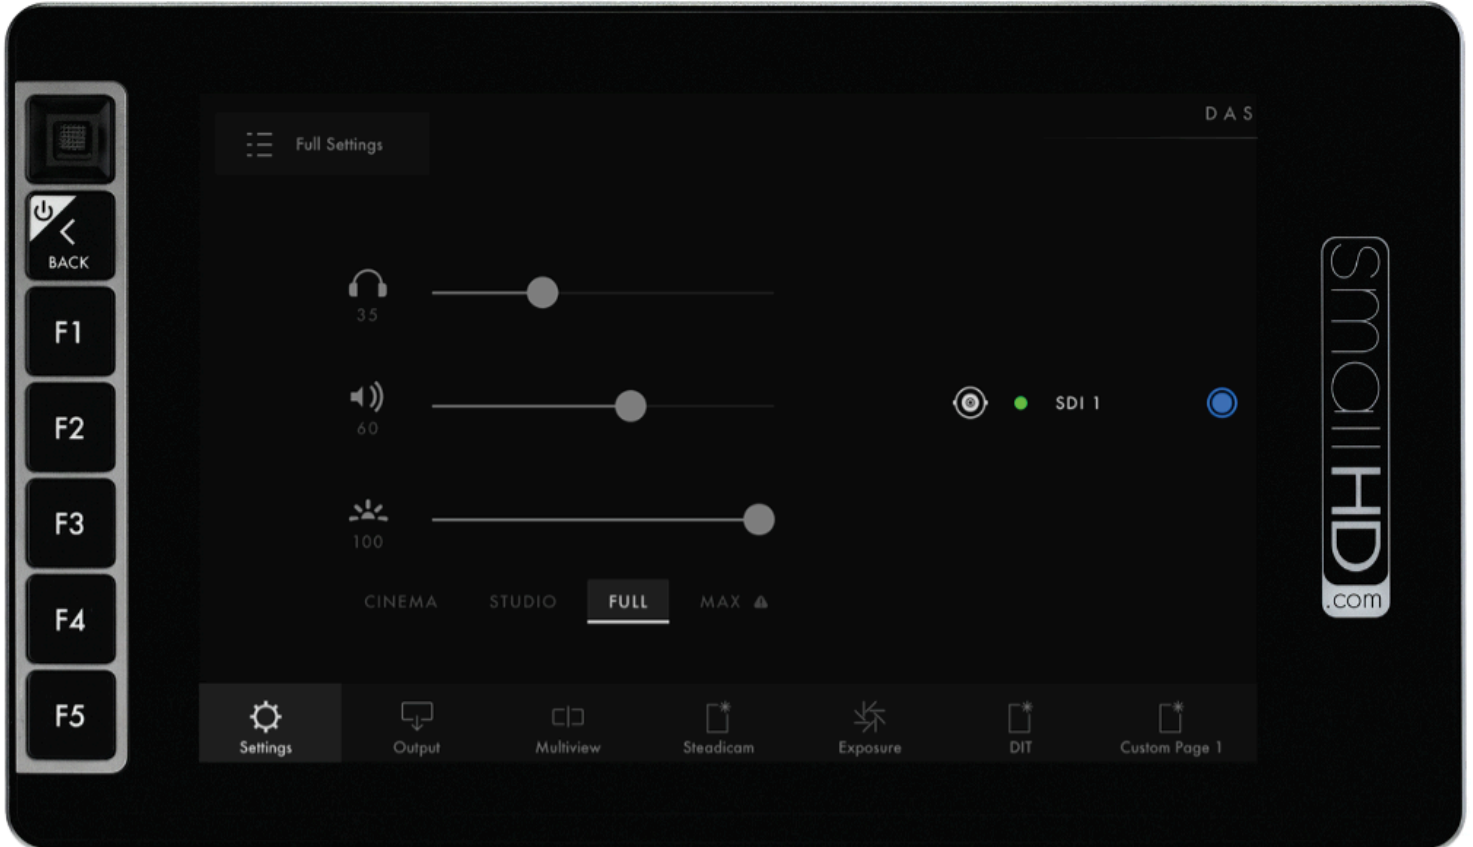 DAS
Full Settings
BACK
F1
F2
F3
F4
F5
35
60
100
SDI 1
CINEMA STUDIO FULL MAX
Settings Output Multiview Steadicam Exposure DIT Custom Page 1
smallHD
.com